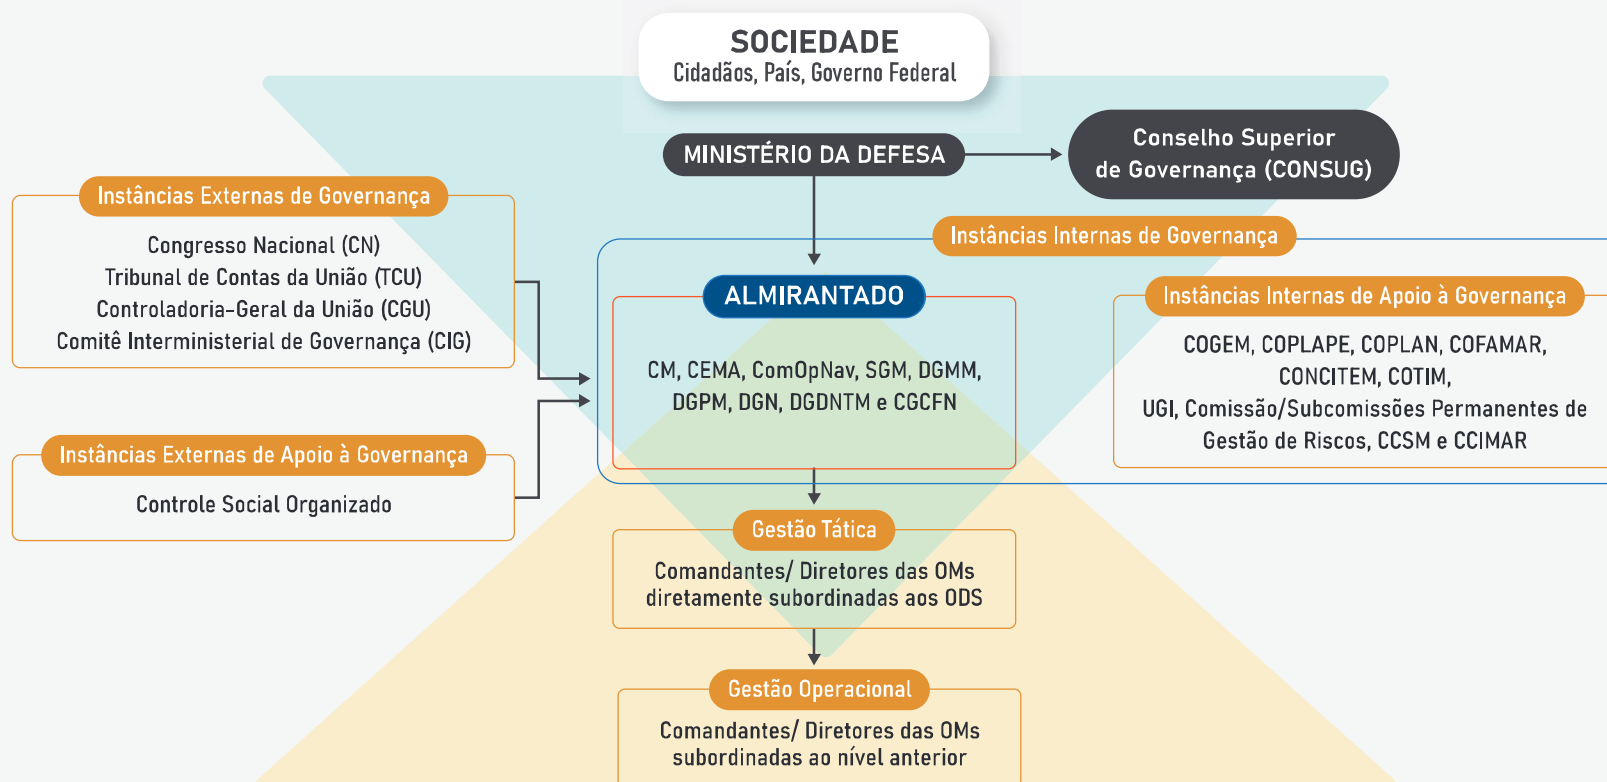 SOCIEDADE
Cidadãos, País, Governo Federal
MINISTÉRIO DA DEFESA
Conselho Superior
de Governança (CONSUG)
Instâncias Externas de Governança
Congresso Nacional (CN)
Tribunal de Contas da União (TCU)
Controladoria-Geral da União (CGU)
Comitê Interministerial de Governança (CIG)
Instâncias Externas de Apoio à Governança
Controle Social Organizado
Instâncias Internas de Governança
ALMIRANTADO
CM, CEMA, ComOpNav, SGM, DGMM,
DGPM, DGN, DGDNTM e CGCFN
Instâncias Internas de Apoio à Governança
COGEM, COPLAPE, COPLAN, COFAMAR,
CONCITEM, COTIM,
UGI, Comissão/Subcomissões Permanentes de
Gestão de Riscos, CCSM e CCIMAR
Gestão Tática
Comandantes/ Diretores das OMs
diretamente subordinadas aos ODS
Gestão Operacional
Comandantes/ Diretores das OMs
subordinadas ao nível anterior